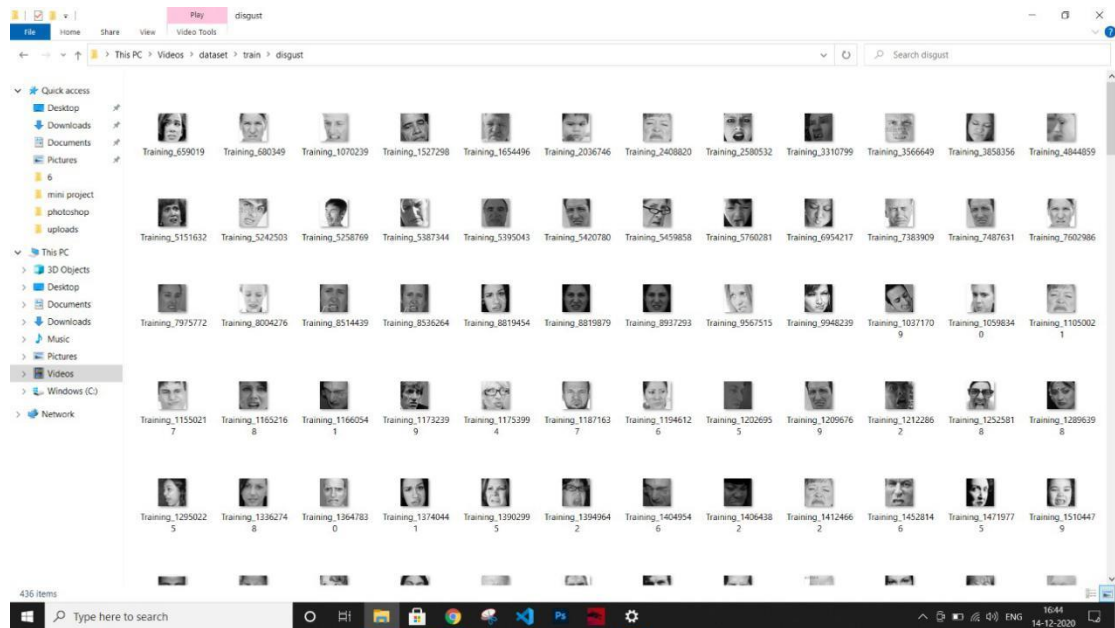 Play
disgust
File
Home
Share
View
Video Tools
This PC > Videos > dataset > train > disgust
Search disgust
Quick access
Desktop
Downloads
Documents
Pictures
6
mini project
photoshop
uploads
This PC
3D Objects
Desktop
Documents
Downloads
Music
Pictures
Videos
Windows (C:)
Network
Training_659019 Training_680349 Training_1070239 Training_1527298 Training_1654496 Training_2036746 Training_2408820 Training_2580532 Training_3310799 Training_3566649 Training_3858356 Training_4844859
Training_5151632 Training_5242503 Training_5258769 Training_5387344 Training_5395043 Training_5420780 Training_5459858 Training_5760281 Training_6954217 Training_7383909 Training_7487631 Training_7602986
Training_7975772 Training_8004276 Training_8514439 Training_8536264 Training_8819454 Training_8819879 Training_8937293 Training_9567515 Training_9948239 Training_1037170 Training_1059834 Training_1105002
9 0 1
Training_1155021 Training_1165216 Training_1166054 Training_1173239 Training_1175399 Training_1187163 Training_1194612 Training_1202695 Training_1209676 Training_1212286 Training_1252581 Training_1289639
7 8 1 9 4 7 6 5 9 2 8 8
Training_1295022 Training_1336274 Training_1364783 Training_1374044 Training_1390299 Training_1394964 Training_1404954 Training_1406438 Training_1412466 Training_1452814 Training_1471977 Training_1510447
5 8 0 1 5 2 6 2 2 6 5 9
436 items
Type here to search
Ps
ENG
16:44
14-12-2020